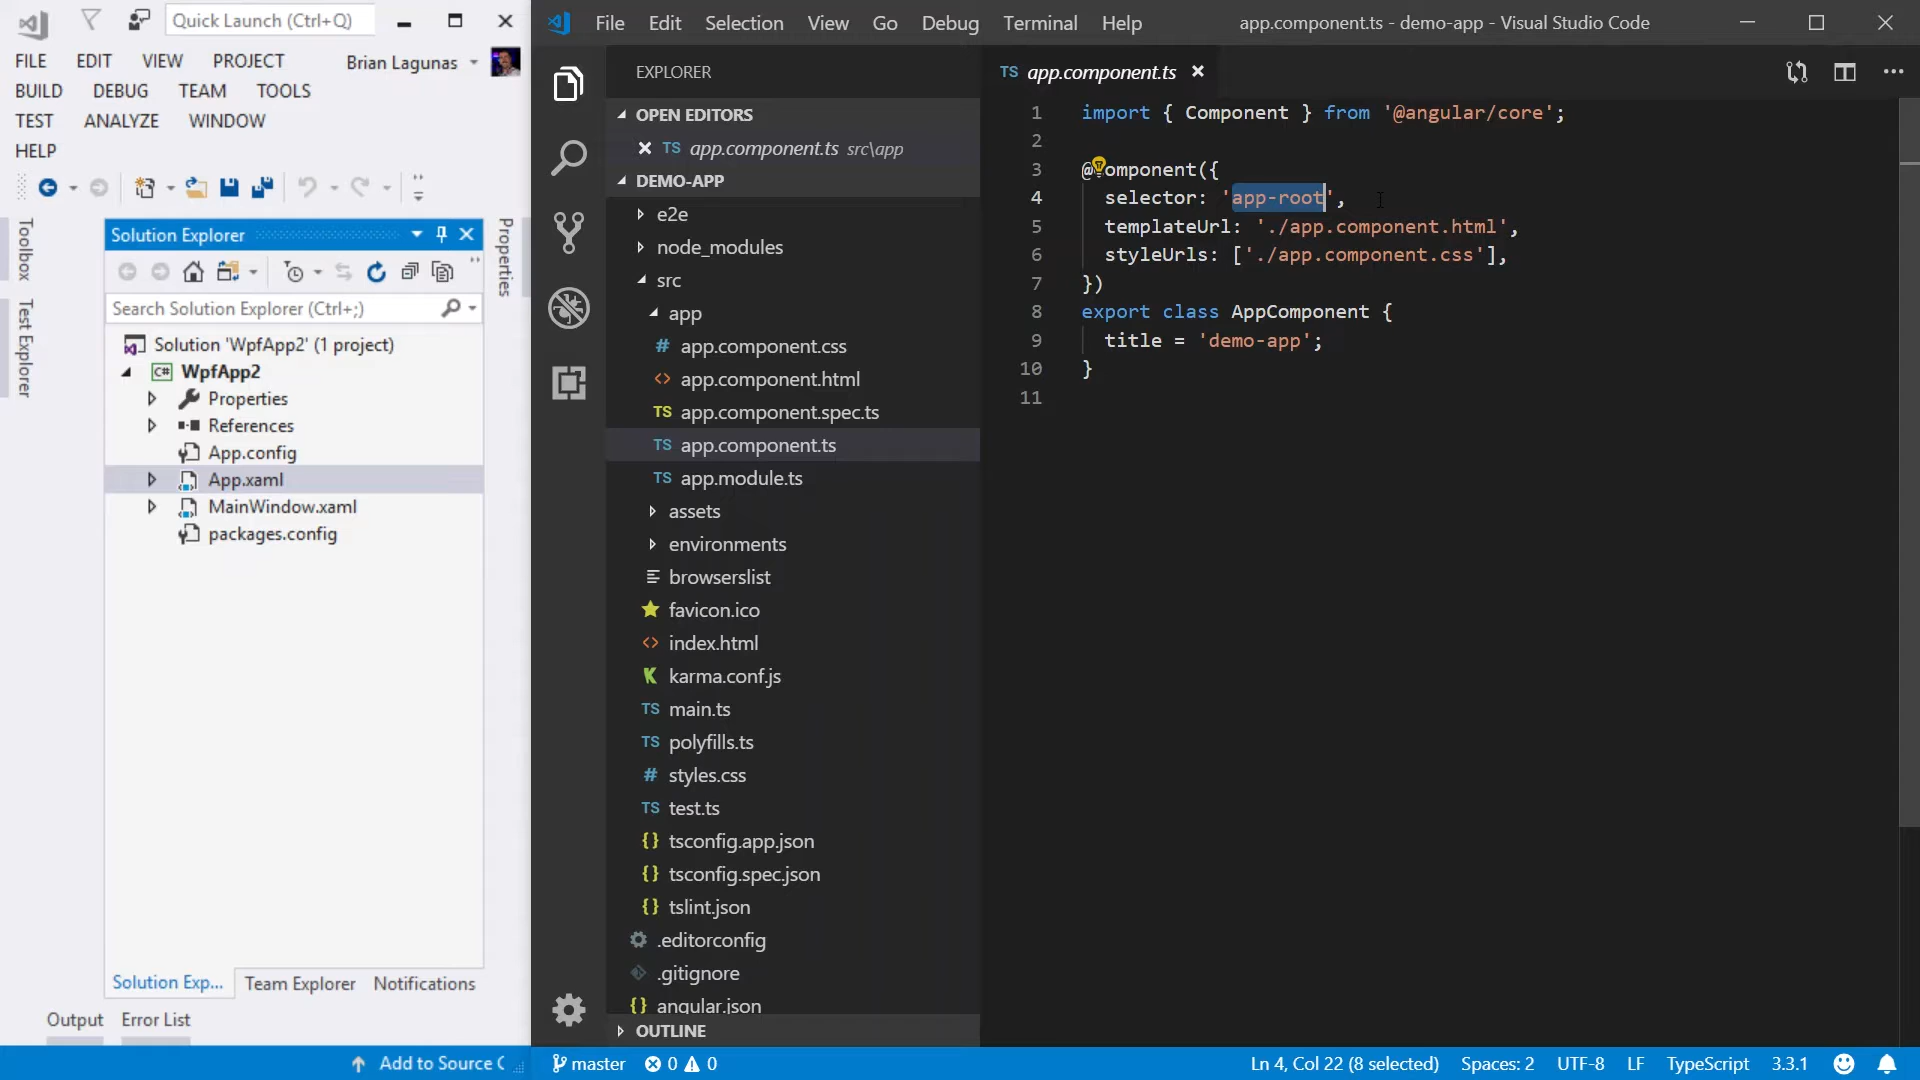 Quick Launch (Ctrl+Q)
FILE EDIT VIEW PROJECT Brian Lagunas
BUILD DEBUG TEAM TOOLS
TEST ANALYZE WINDOW
HELP
Toolbox
Test Explorer
Solution Explorer
Search Solution Explorer (Ctrl+;)
Solution 'WpfApp2' (1 project)
C# WpfApp2
Properties
References
App.config
App.xaml
MainWindow.xaml
packages.config
Solution Exp... Team Explorer Notifications
Properties
Output Error List
Add to Source C
File Edit Selection View Go Debug Terminal Help app.component.ts - demo-app - Visual Studio Code
EXPLORER
OPEN EDITORS
TS app.component.ts src\app
DEMO-APP
e2e
node_modules
src
app
# app.component.css
<> app.component.html
TS app.component.spec.ts
TS app.component.ts
TS app.module.ts
assets
environments
browserslist
favicon.ico
<> index.html
K karma.conf.js
TS main.ts
TS polyfills.ts
# styles.css
TS test.ts
{} tsconfig.app.json
{} tsconfig.spec.json
{} tslint.json
.editorconfig
.gitignore
{} angular.json
OUTLINE
TS app.component.ts
1 import { Component } from '@angular/core';
2
3 @omponent({
4 selector: 'app-root',
5 templateUrl: './app.component.html',
6 styleUrls: ['./app.component.css'],
7 })
8 export class AppComponent {
9 title = 'demo-app';
10 }
11
master 0 0 Ln 4, Col 22 (8 selected) Spaces: 2 UTF-8 LF TypeScript 3.3.1